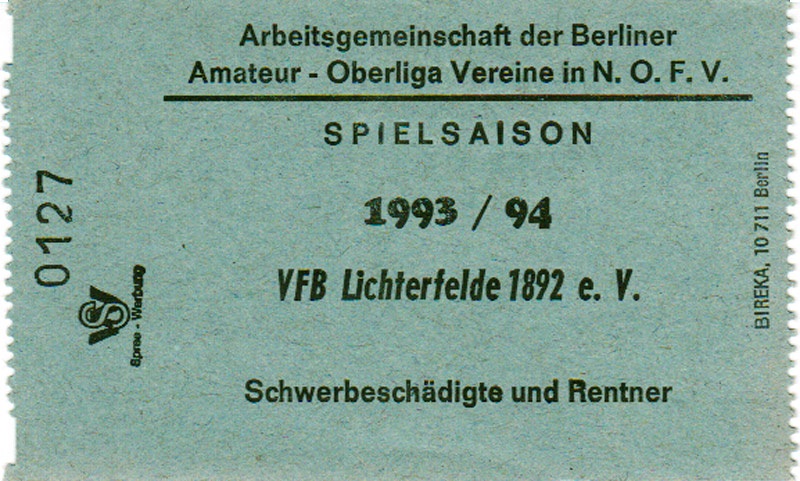 Arbeitsgemeinschaft der Berliner
Amateur - Oberliga Vereine in N. O. F. V.
SPIELSAISON
1993 / 94
VFB Lichterfelde 1892 e. V.
Schwerbeschädigte und Rentner
0127
Spree - Werbung
BIREKA, 10 711 Berlin